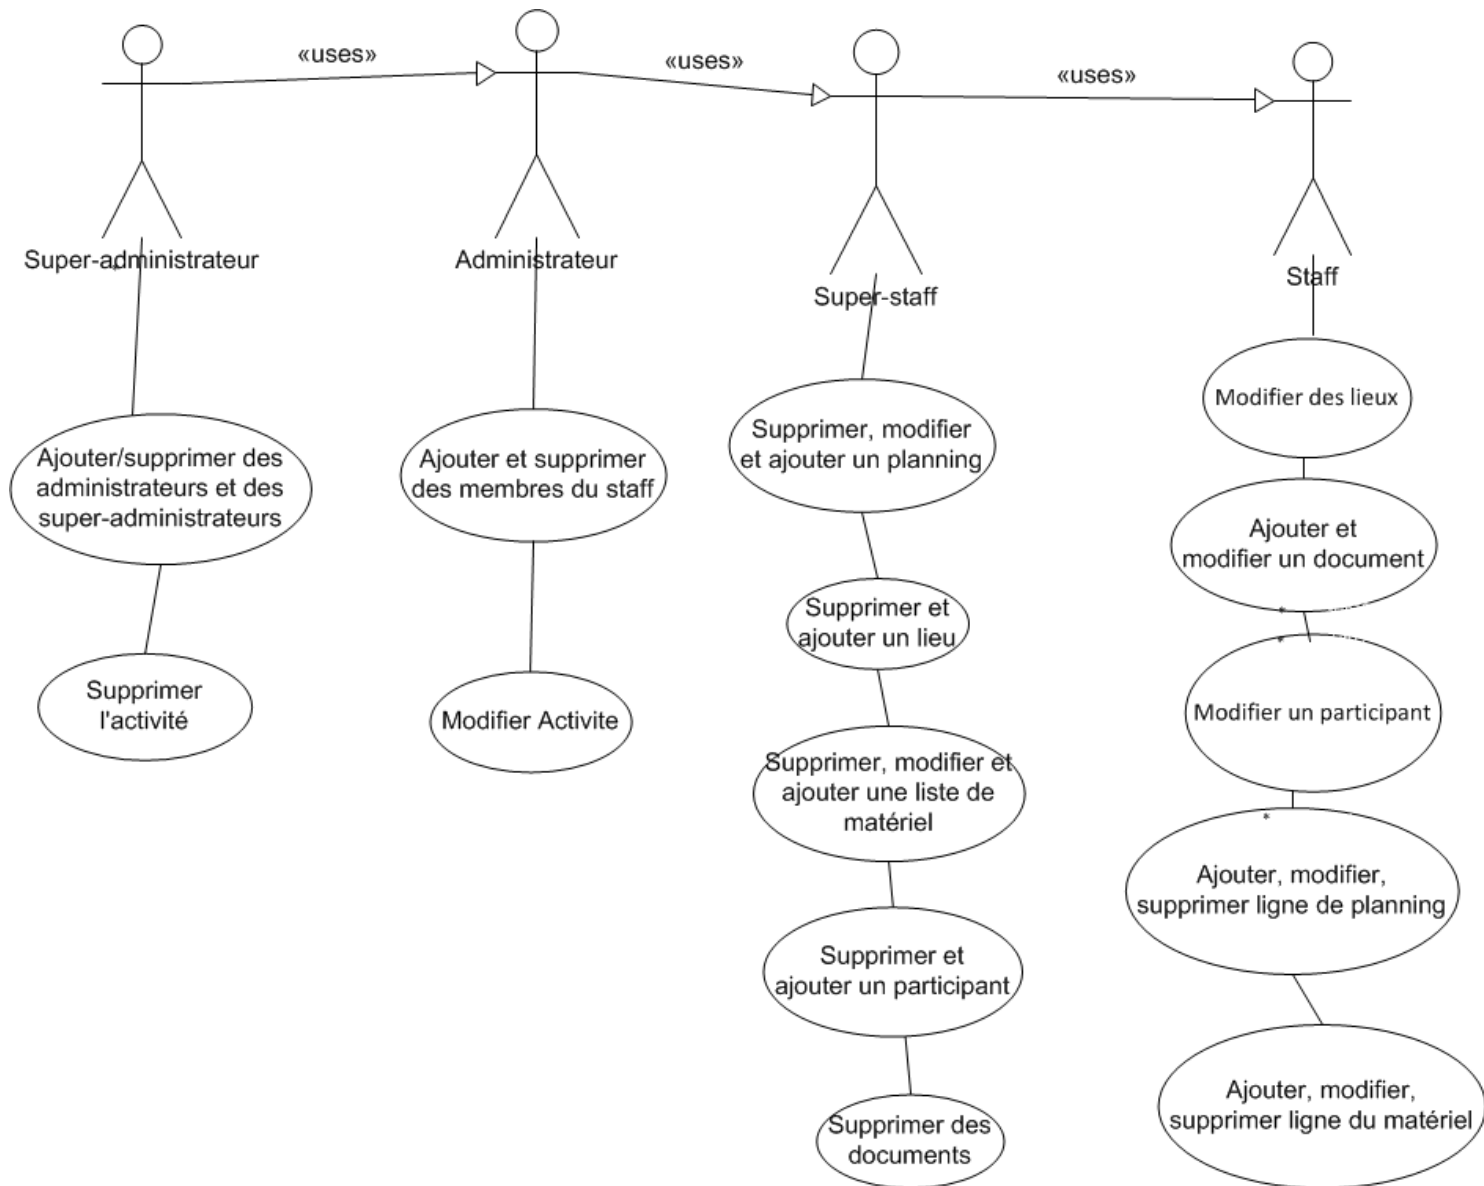 «uses»
«uses»
«uses»
Super-administrateur
*
Administrateur
Super-staff
Staff
Ajouter/supprimer des
administrateurs et des
super-administrateurs
Supprimer
l'activité
Ajouter et supprimer
des membres du staff
Modifier Activite
Supprimer, modifier
et ajouter un planning
Supprimer et
ajouter un lieu
Supprimer, modifier et
ajouter une liste de
matériel
Supprimer et
ajouter un participant
Supprimer des
documents
Modifier des lieux
Ajouter et
modifier un document
*
*
Modifier un participant
*
Ajouter, modifier,
supprimer ligne de planning
Ajouter, modifier,
supprimer ligne du matériel